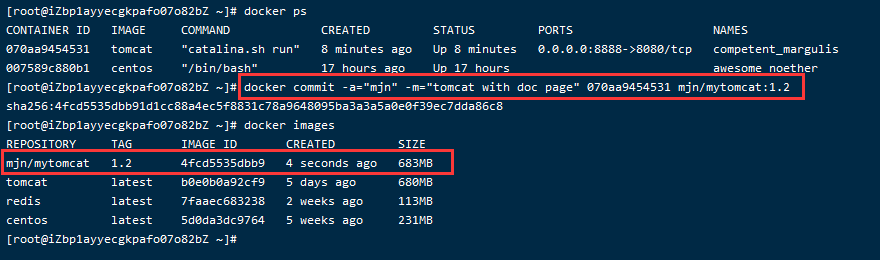 [root@iZbp1ayyecgkpafo07o82bZ ~]# docker ps
CONTAINER ID   IMAGE   COMMAND   CREATED   STATUS   PORTS   NAMES
070aa9454531   tomcat   "catalina.sh run"   8 minutes ago   Up 8 minutes   0.0.0.0:8888->8080/tcp   competent_margulis
007589c880b1   centos   "/bin/bash"   17 hours ago   Up 17 hours   awesome_noether
[root@iZbp1ayyecgkpafo07o82bZ ~]# docker commit -a="mjn" -m="tomcat with doc page" 070aa9454531 mjn/mytomcat:1.2
sha256:4fcd5535dbb91d1cc88a4ec5f8831c78a9648095bba3a3a5a0e0f39ec7dda86c8
[root@iZbp1ayyecgkpafo07o82bZ ~]# docker images
REPOSITORY   TAG   IMAGE ID   CREATED   SIZE
mjn/mytomcat   1.2   4fcd5535dbb9   4 seconds ago   683MB
tomcat   latest   b0e0b0a92cf9   5 days ago   680MB
redis   latest   7faaec683238   2 weeks ago   113MB
centos   latest   5d0da3dc9764   5 weeks ago   231MB
[root@iZbp1ayyecgkpafo07o82bZ ~]#